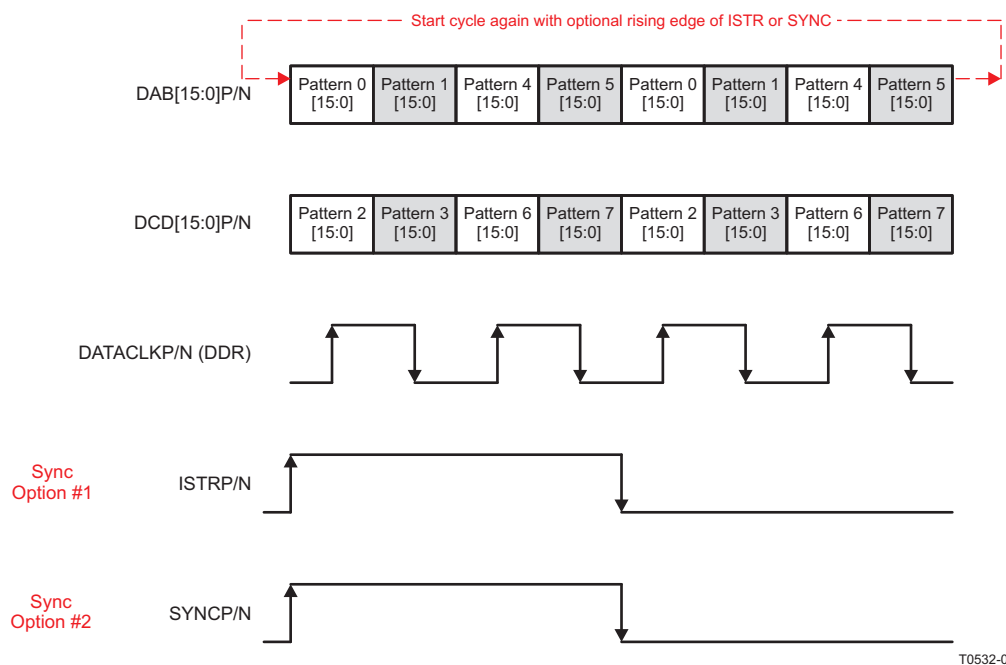 Start cycle again with optional rising edge of ISTR or SYNC
DAB[15:0]P/N
Pattern 0 [15:0]
Pattern 1 [15:0]
Pattern 4 [15:0]
Pattern 5 [15:0]
Pattern 0 [15:0]
Pattern 1 [15:0]
Pattern 4 [15:0]
Pattern 5 [15:0]
DCD[15:0]P/N
Pattern 2 [15:0]
Pattern 3 [15:0]
Pattern 6 [15:0]
Pattern 7 [15:0]
Pattern 2 [15:0]
Pattern 3 [15:0]
Pattern 6 [15:0]
Pattern 7 [15:0]
DATACLKP/N (DDR)
Sync
Option #1
ISTRP/N
Sync
Option #2
SYNCP/N